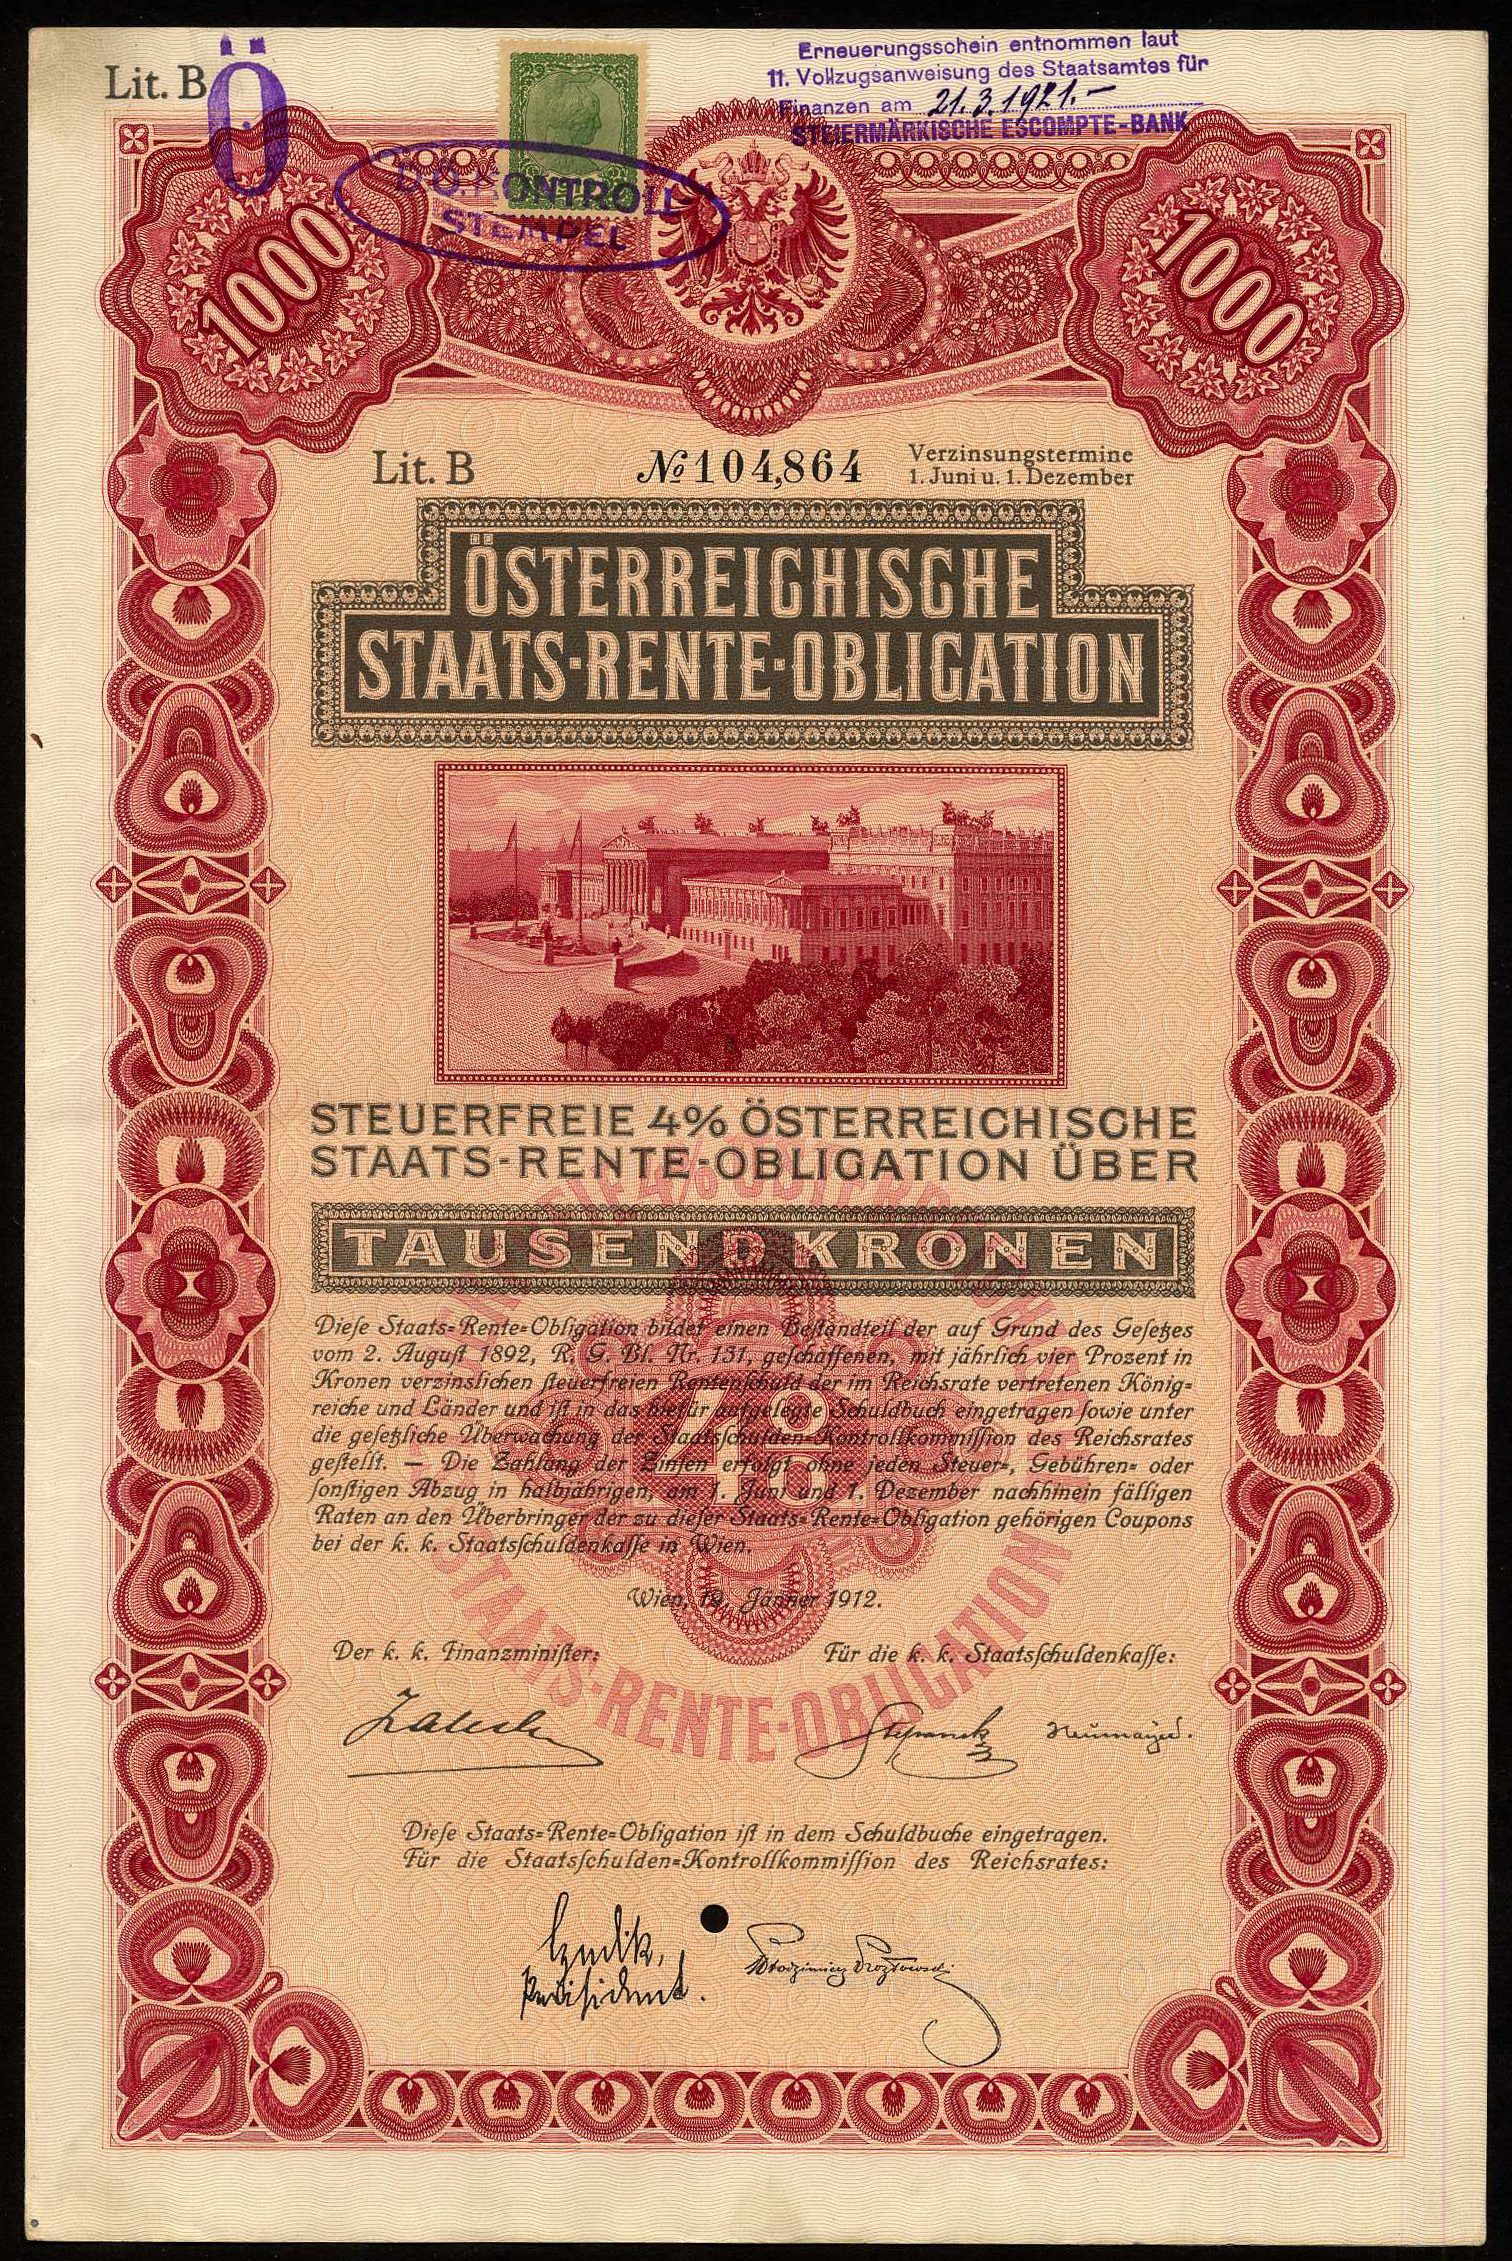 Lit. B
Ö
Erneuerungsschein entnommen laut
11. Vollzugsanweisung des Staatsamtes für
Finanzen am 21.3.1921.-
STEIERMÄRKISCHE ESCOMPTE-BANK
KONTROLL
STEMPEL
1000
1000
Lit. B
№ 104,864
Verzinsungstermine
1. Juni u. 1. Dezember
ÖSTERREICHISCHE
STAATS-RENTE-OBLIGATION
STEUERFREIE 4% ÖSTERREICHISCHE
STAATS-RENTE-OBLIGATION ÜBER
TAUSEND KRONEN
Dieſe Staats-Rente-Obligation bildet einen Beſtandteil der auf Grund des Geſetzes
vom 2. Auguſt 1892, R. G. Bl. Nr. 131, geſchaffenen, mit jährlich vier Prozent in
Kronen verzinslichen ſteuerfreien Rentenſchuld der im Reichsrate vertretenen König-
reiche und Länder und iſt in das hiefür aufgelegte Schuldbuch eingetragen ſowie unter
die geſetzliche Überwachung der Staatsſchulden-Kontrollkommiſſion des Reichsrates
geſtellt. — Die Zahlung der Zinſen erfolgt ohne jeden Steuer-, Gebühren- oder
ſonſtigen Abzug in halbjährigen, am 1. Juni und 1. Dezember nachhinein fälligen
Raten an den Überbringer der zu dieſer Staats-Rente-Obligation gehörigen Coupons
bei der k. k. Staatsſchuldenkaſſe in Wien.
4%
STAATS-RENTE-OBLIGATION
Wien, 19. Jänner 1912.
Der k. k. Finanzminiſter:
Für die k. k. Staatsſchuldenkaſſe:
Zaleski
Neumayer.
Dieſe Staats-Rente-Obligation iſt in dem Schuldbuche eingetragen.
Für die Staatsſchulden-Kontrollkommiſſion des Reichsrates:
Präsident.
Włodzimierz